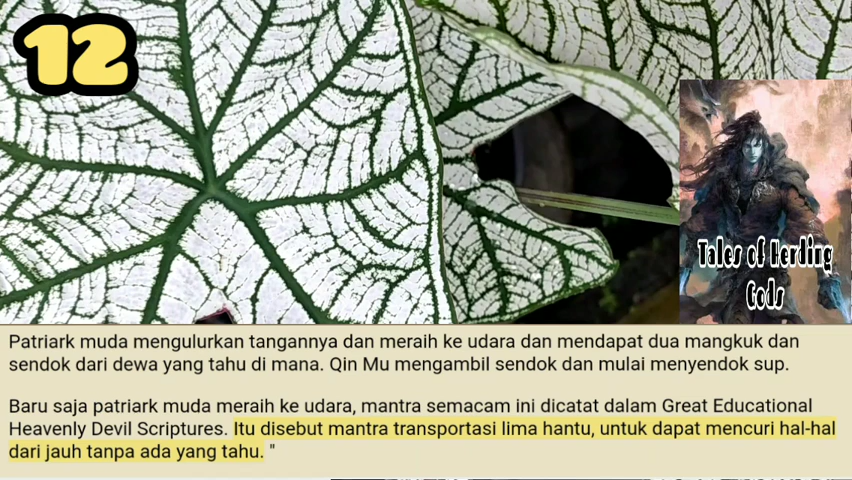 12
Tales of Herding
Gods
Patriark muda mengulurkan tangannya dan meraih ke udara dan mendapat dua mangkuk dan
sendok dari dewa yang tahu di mana. Qin Mu mengambil sendok dan mulai menyendok sup.
Baru saja patriark muda meraih ke udara, mantra semacam ini dicatat dalam Great Educational
Heavenly Devil Scriptures. Itu disebut mantra transportasi lima hantu, untuk dapat mencuri hal-hal
dari jauh tanpa ada yang tahu. "